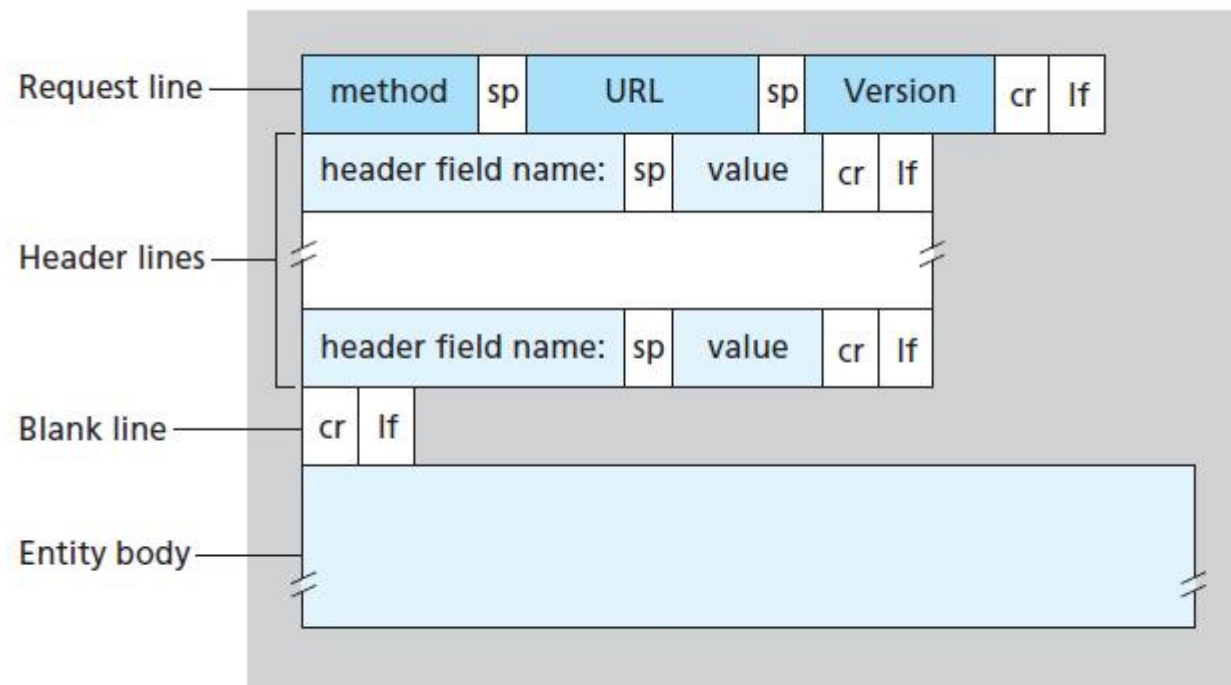 Request line method sp URL sp Version cr lf
header field name: sp value cr lf
Header lines
header field name: sp value cr lf
Blank line cr lf
Entity body